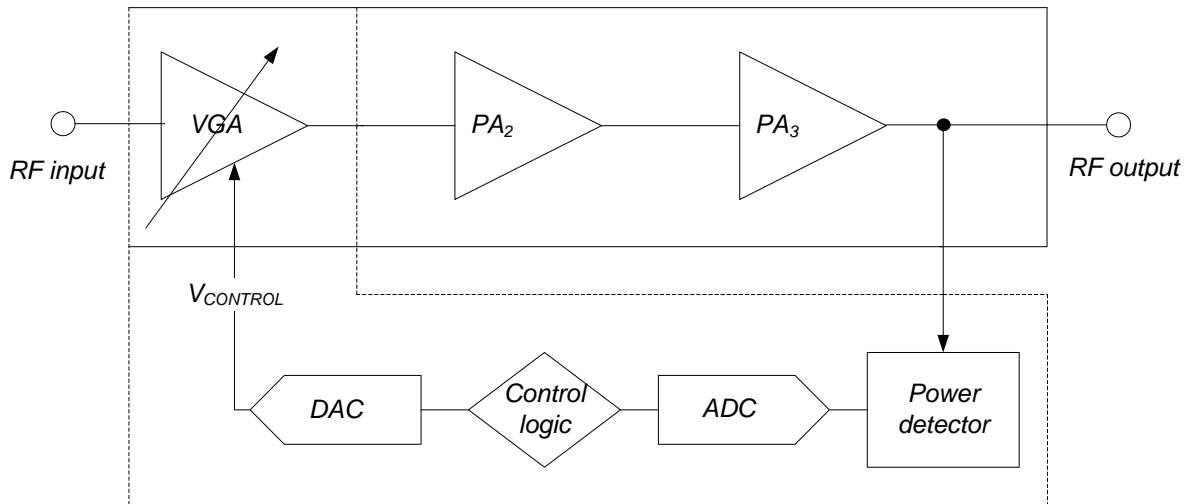 VGA
PA2
PA3
RF input
RF output
VCONTROL
DAC
Control
logic
ADC
Power
detector